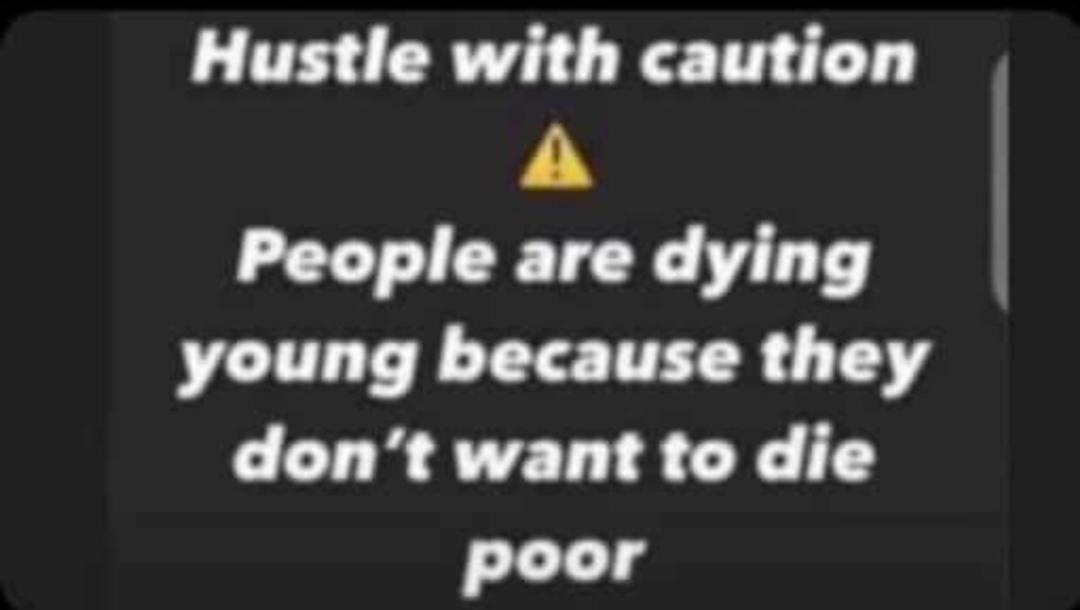 Hustle with caution
⚠️
People are dying
young because they
don't want to die
poor